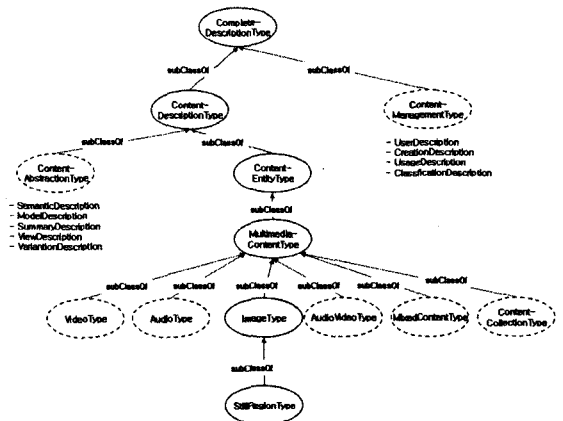 Complete-
DescriptionType
subClassOf
subClassOf
Content-
DescriptionType
Content-
ManagementType
subClassOf
subClassOf
- UserDescription
- CreationDescription
- UsageDescription
- ClassificationDescription
Content-
AbstractionType
Content-
EntityType
- SemanticDescription
- ModelDescription
- SummaryDescription
- ViewDescription
- VariantionDescription
subClassOf
Multimedia-
ContentType
subClassOf
subClassOf
subClassOf
subClassOf
subClassOf
subClassOf
VideoType
AudioType
ImageType
AudioVideoType
MixedContentType
Content-
CollectionType
subClassOf
StillRegionType